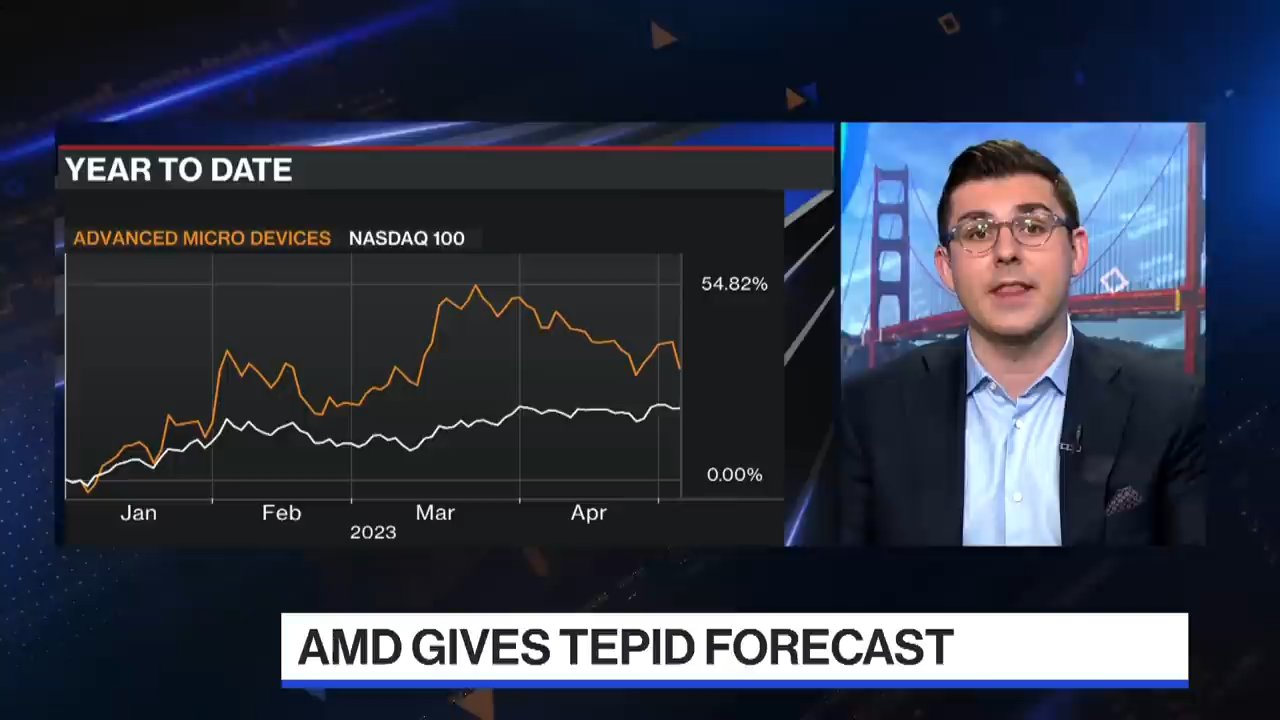 YEAR TO DATE
ADVANCED MICRO DEVICES NASDAQ 100
54.82%
0.00%
Jan Feb Mar Apr
2023
AMD GIVES TEPID FORECAST